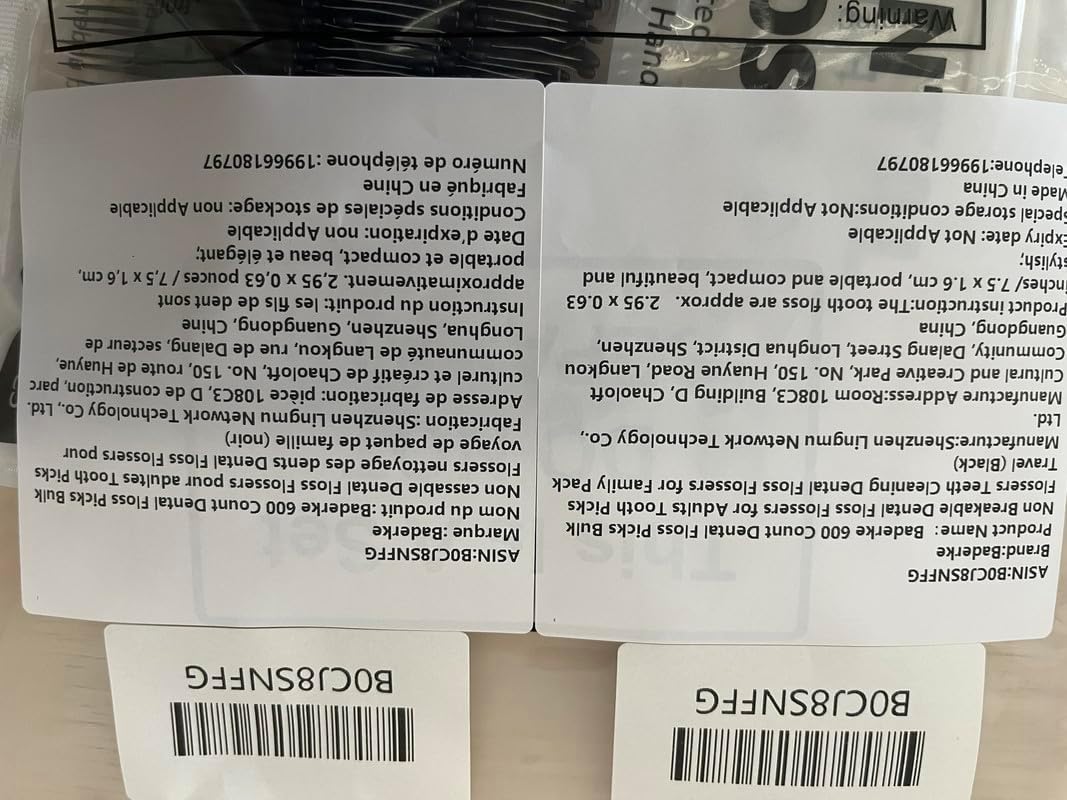 B0CJ8SNFFG
B0CJ8SNFFG
ASIN:B0CJ8SNFFG
Brand:Baderke
Product Name: Baderke 600 Count Dental Floss Picks Bulk
Non Breakable Dental Floss Flossers for Adults Tooth Picks
Flossers Teeth Cleaning Dental Floss Flossers for Family Pack
Travel (Black)
Manufacture:Shenzhen Lingmu Network Technology Co.,
Ltd.
Manufacture Address:Room 108C3, Building D, Chaoloft
Cultural and Creative Park, No. 150, Huayue Road, Langkou
Community, Dalang Street, Longhua District, Shenzhen,
Guangdong, China
Product instruction:The tooth floss are approx. 2.95 x 0.63
inches/ 7.5 x 1.6 cm, portable and compact, beautiful and
stylish;
Expiry date: Not Applicable
Special storage conditions:Not Applicable
Made in China
Telephone:19966180797
ASIN:B0CJ8SNFFG
Marque :Baderke
Nom du produit :Baderke 600 Count Dental Floss Picks Bulk
Non cassable Dental Floss Flossers pour adultes Tooth Picks
Flossers nettoyage des dents Dental Floss Flossers pour
voyage de paquet de famille (noir)
Fabrication :Shenzhen Lingmu Network Technology Co., Ltd.
Adresse de fabrication: pièce 108C3, D de construction, parc
culturel et créatif de Chaoloft, No. 150, route de Huayue,
communauté de Langkou, rue de Dalang, secteur de
Longhua, Shenzhen, Guangdong, Chine
Instruction du produit: les fils de dent sont
approximativement. 2,95 x 0,63 pouces / 7,5 x 1,6 cm,
portable et compact, beau et élégant;
Date d'expiration: non Applicable
Conditions spéciales de stockage: non Applicable
Fabriqué en Chine
Numéro de téléphone :19966180797
Warning: